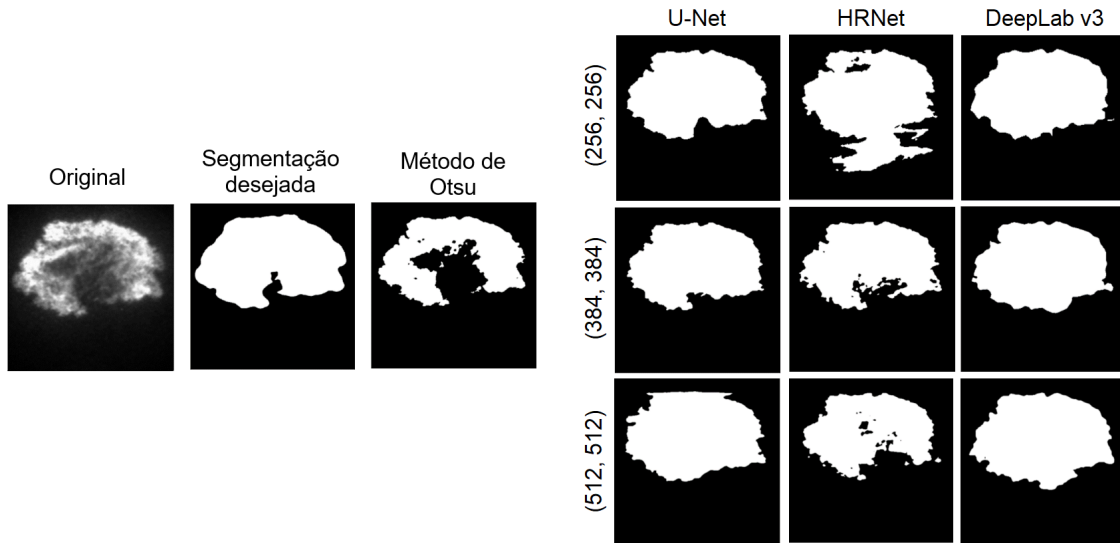 Original
Segmentação
desejada
Método de
Otsu
U-Net
HRNet
DeepLab v3
(256, 256)
(384, 384)
(512, 512)